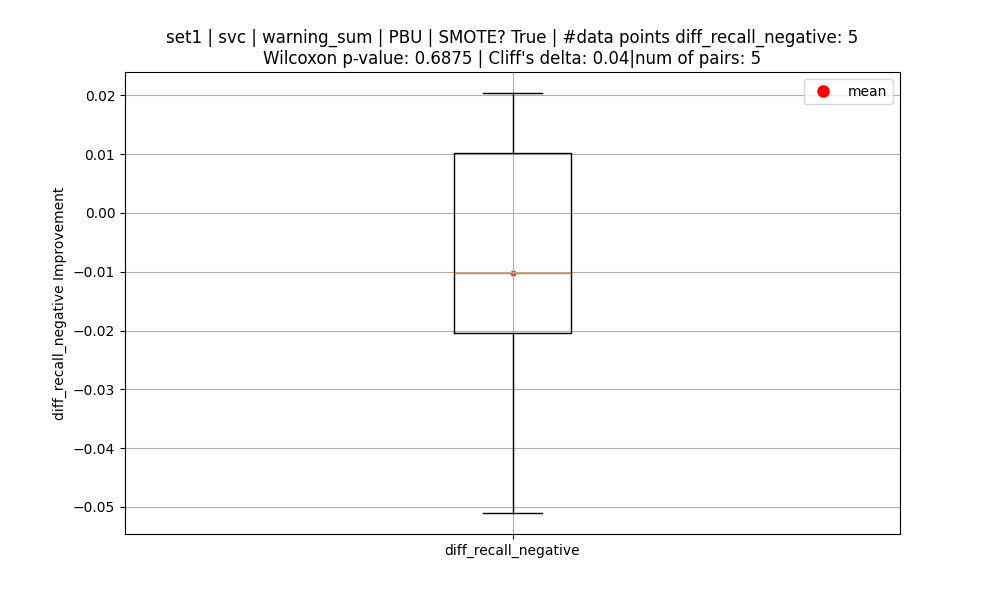 set1 | svc | warning_sum | PBU | SMOTE? True | #data points diff_recall_negative: 5
Wilcoxon p-value: 0.6875 | Cliff's delta: 0.04|num of pairs: 5
mean
0.02
0.01
0.00
−0.01
−0.02
−0.03
−0.04
−0.05
diff_recall_negative Improvement
diff_recall_negative